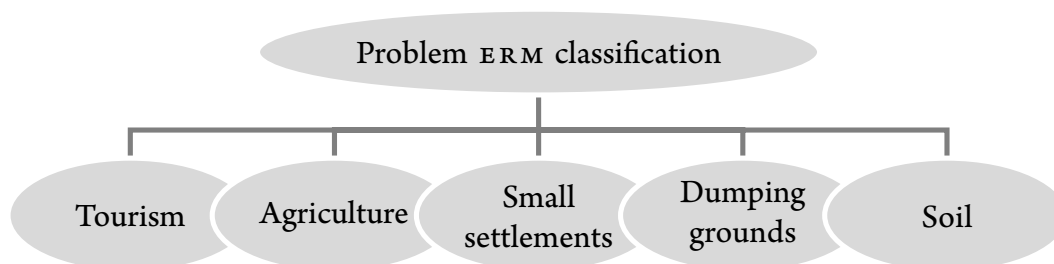 Problem ERM classification
Tourism
Agriculture
Small
settlements
Dumping
grounds
Soil